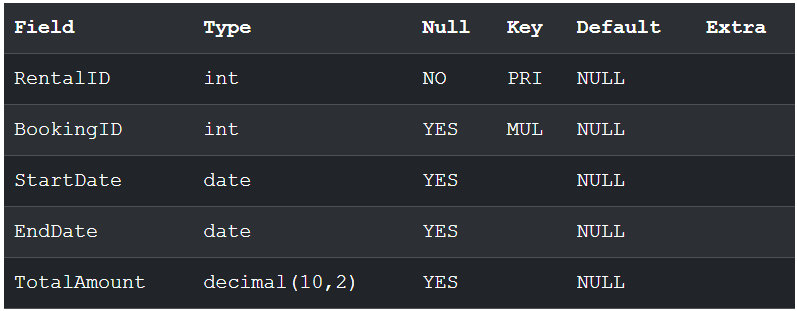 Field Type Null Key Default Extra
RentalID int NO PRI NULL
BookingID int YES MUL NULL
StartDate date YES NULL
EndDate date YES NULL
TotalAmount decimal(10,2) YES NULL